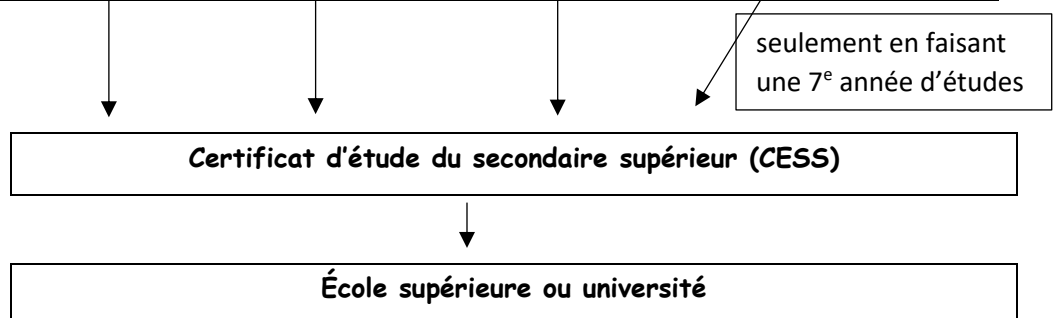 seulement en faisant
une 7e année d'études
Certificat d'étude du secondaire supérieur (CESS)
École supérieure ou université